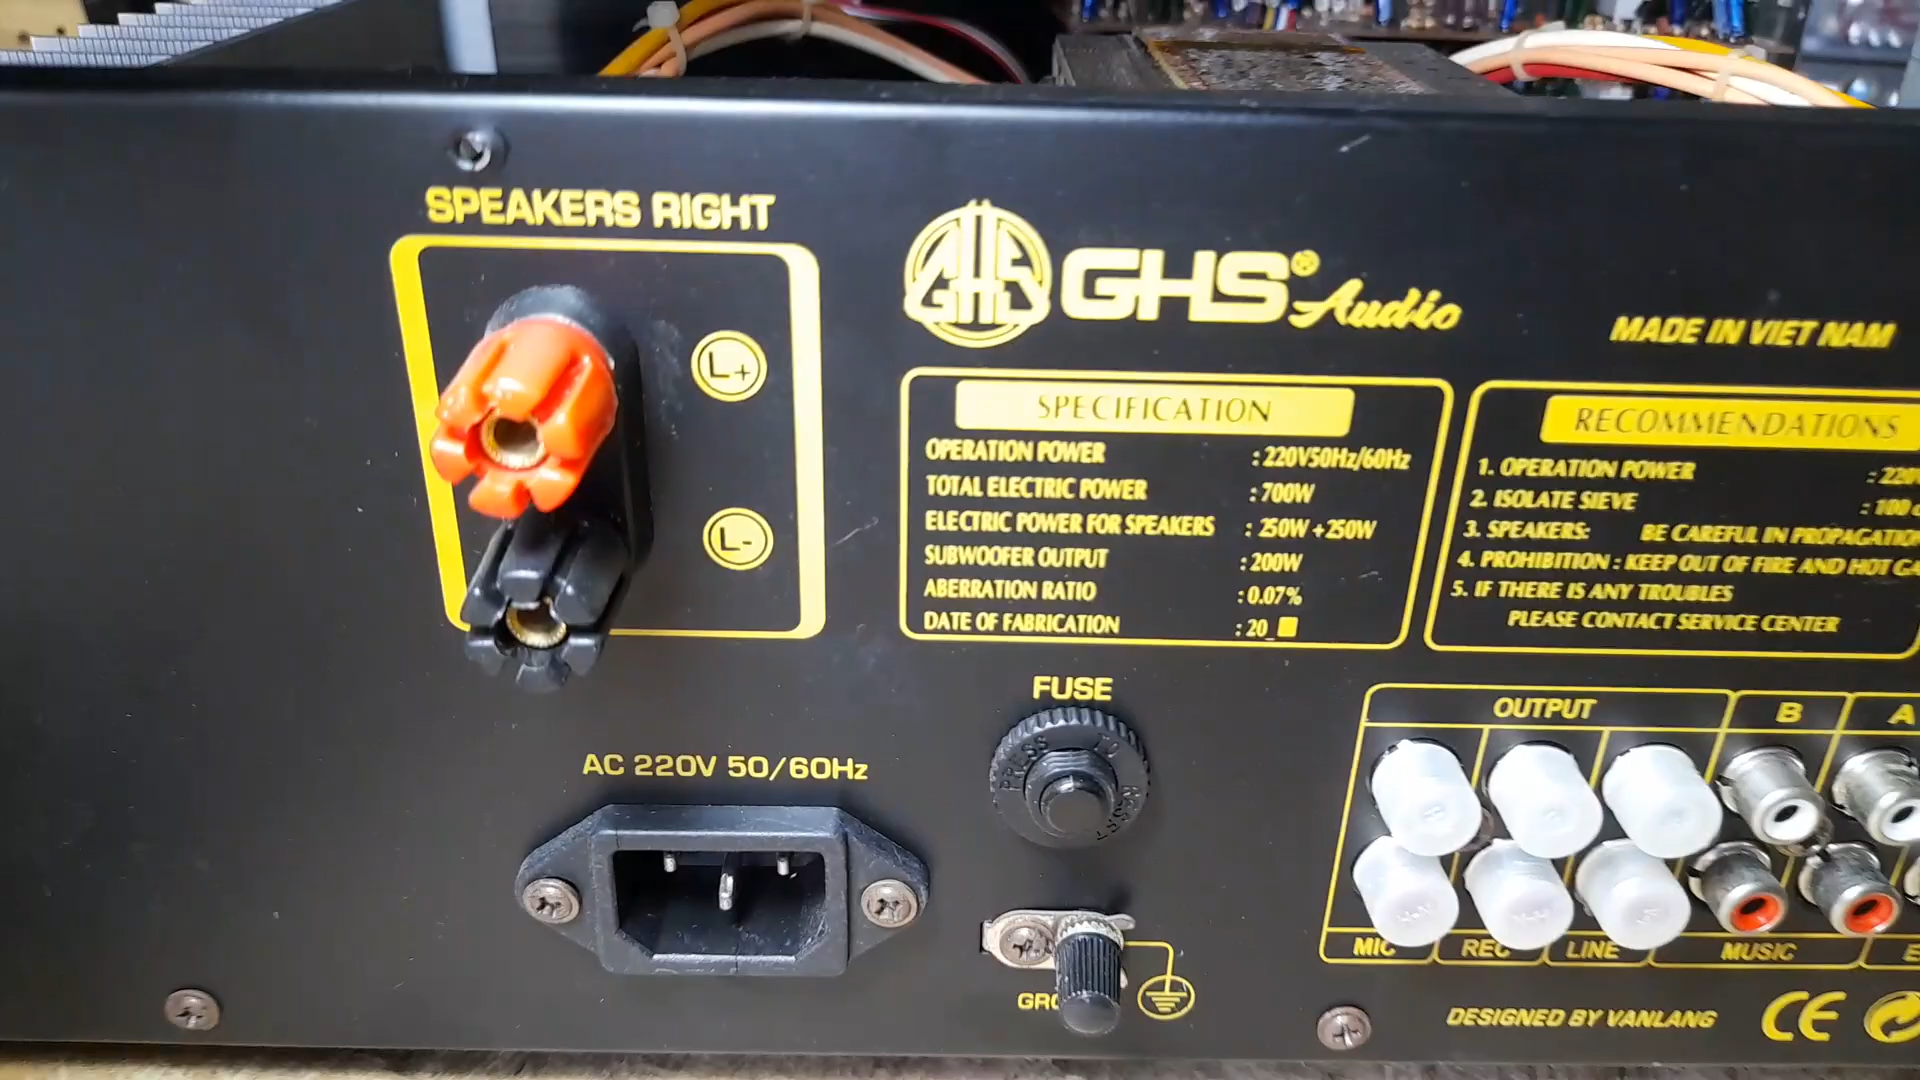 SPEAKERS RIGHT
L+
L-
GHS
GHS® Audio
MADE IN VIET NAM
SPECIFICATION
OPERATION POWER : 220V50Hz/60Hz
TOTAL ELECTRIC POWER : 700W
ELECTRIC POWER FOR SPEAKERS : 250W+250W
SUBWOOFER OUTPUT : 200W
ABERRATION RATIO : 0.07%
DATE OF FABRICATION : 20_
RECOMMENDATIONS
1. OPERATION POWER : 220V
2. ISOLATE SIEVE : 100
3. SPEAKERS: BE CAREFUL IN PROPAGATION
4. PROHIBITION : KEEP OUT OF FIRE AND HOT
5. IF THERE IS ANY TROUBLES
PLEASE CONTACT SERVICE CENTER
FUSE
PRESS TO RESET
AC 220V 50/60Hz
OUTPUT B A
MIC REC LINE MUSIC
DESIGNED BY VANLANG CE